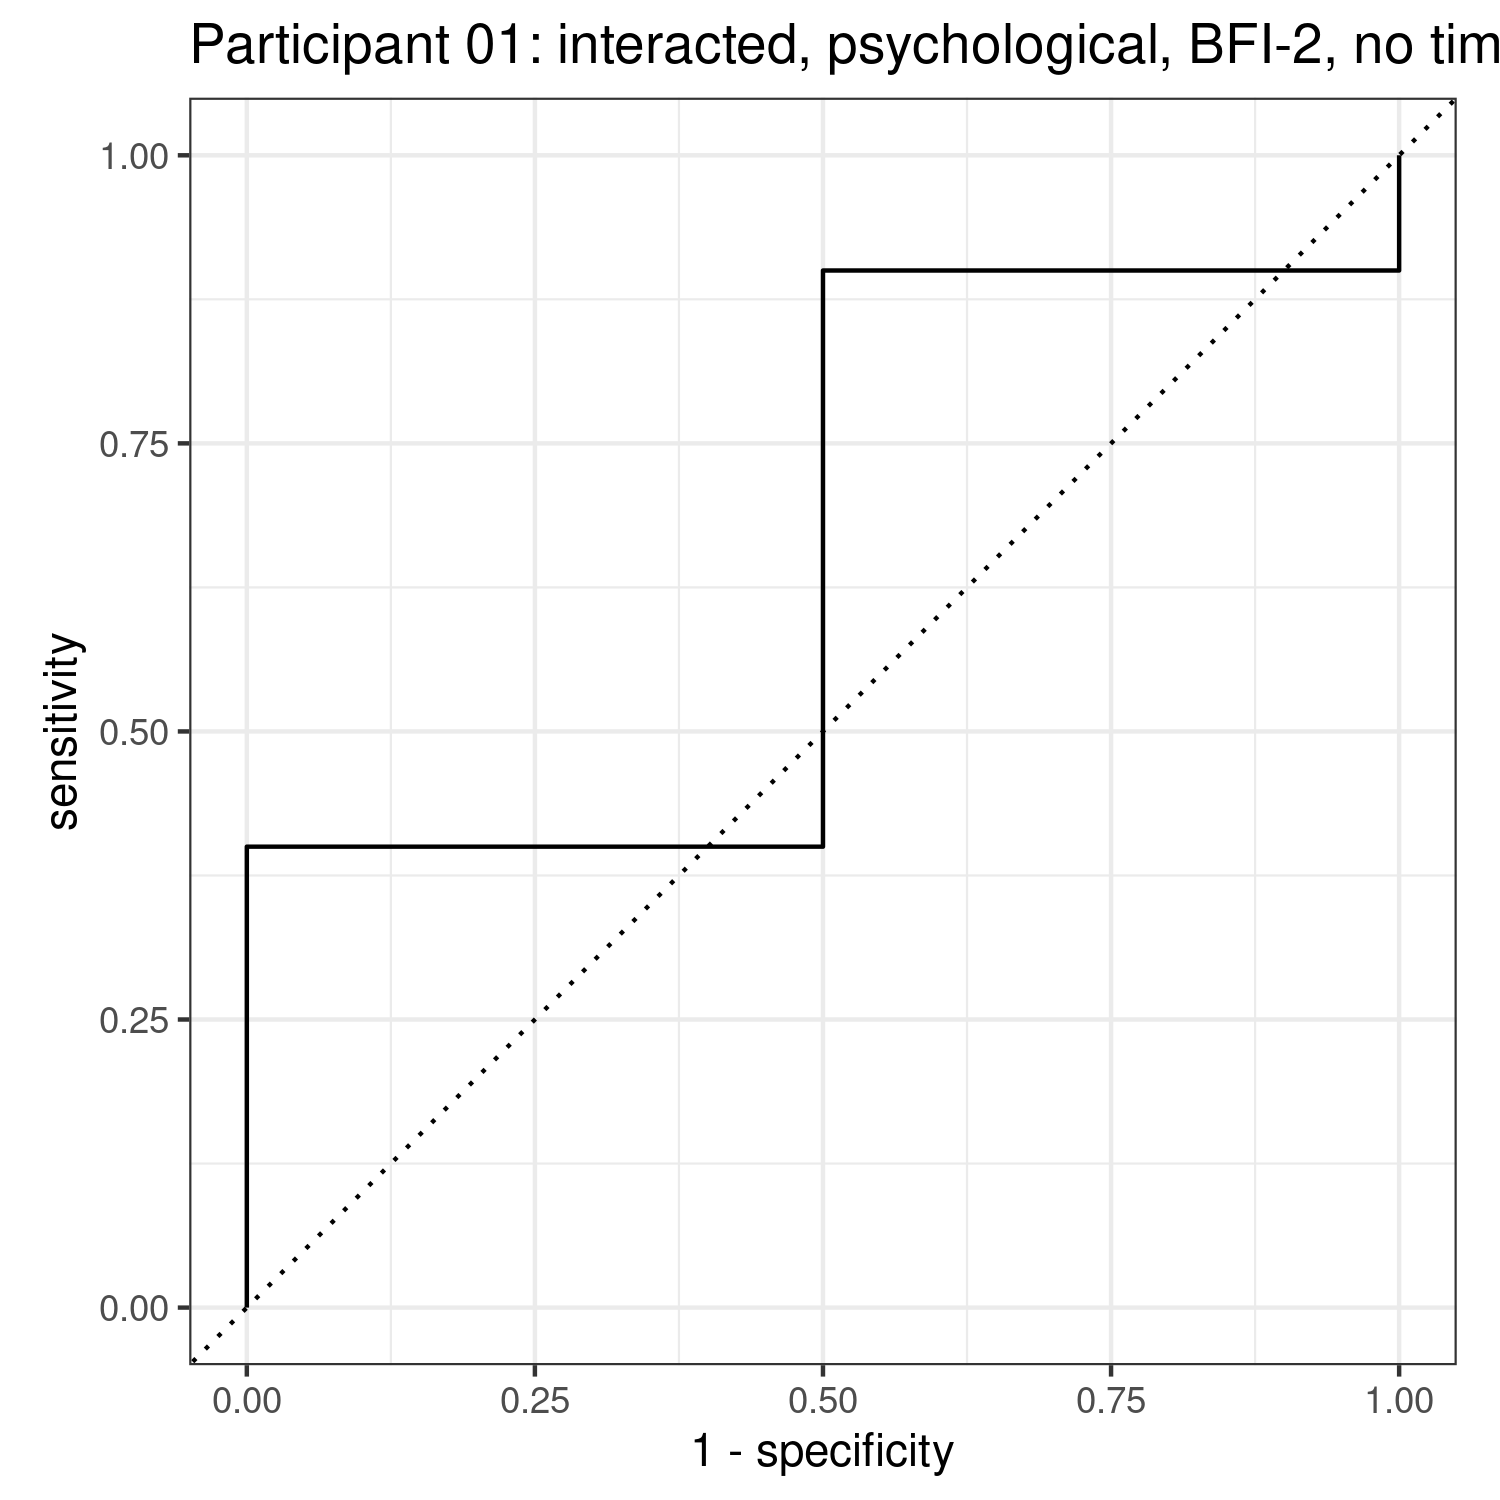 Participant 01: interacted, psychological, BFI-2, no tim
1.00
0.75
0.50
0.25
0.00
sensitivity
0.00 0.25 0.50 0.75 1.00
1 - specificity